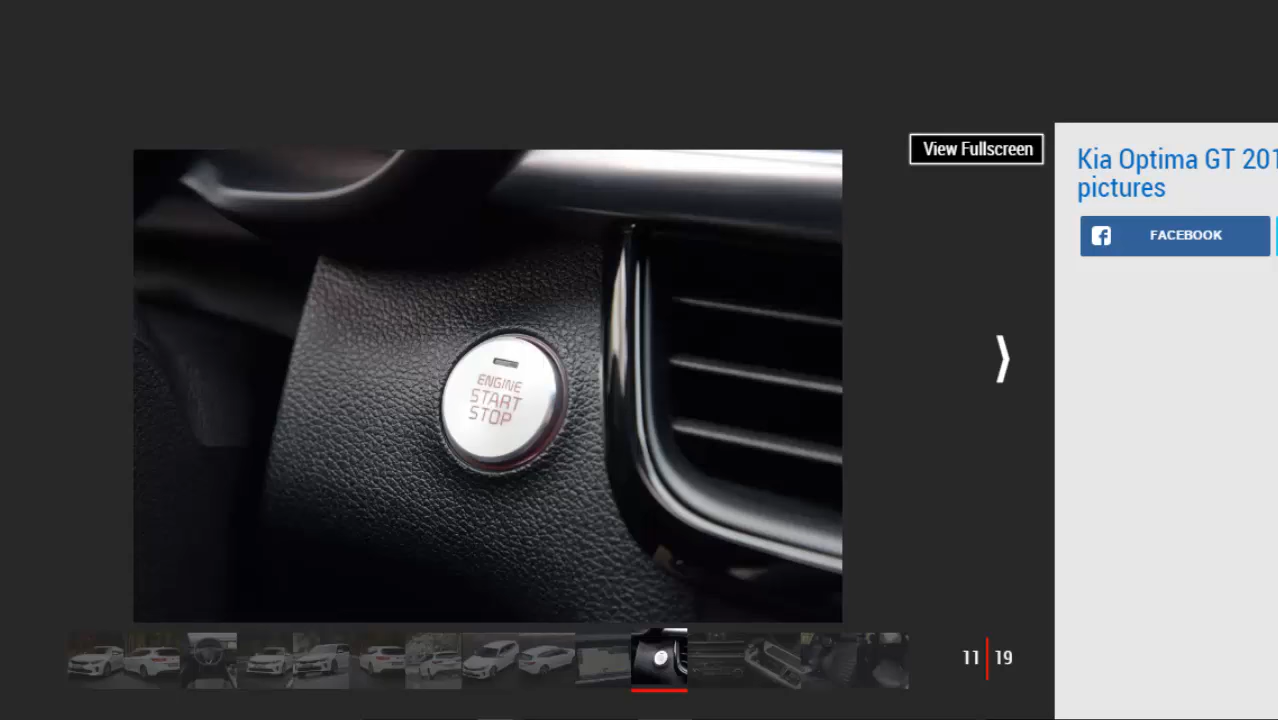 View Fullscreen
Kia Optima GT 201
pictures
FACEBOOK
ENGINE
START
STOP
11 19